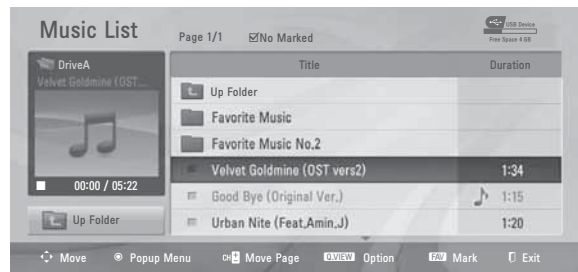 Music List
Page 1/1 No Marked
USB Device
Free Space 4 GB
DriveA
Velvet Goldmine (OST...
00:00 / 05:22
Up Folder
Title Duration
Up Folder
Favorite Music
Favorite Music No.2
Velvet Goldmine (OST vers2) 1:34
Good Bye (Original Ver.) 1:15
Urban Nite (Feat.Amin.J) 1:20
Move Popup Menu CH Move Page Q.VIEW Option FAV Mark Exit